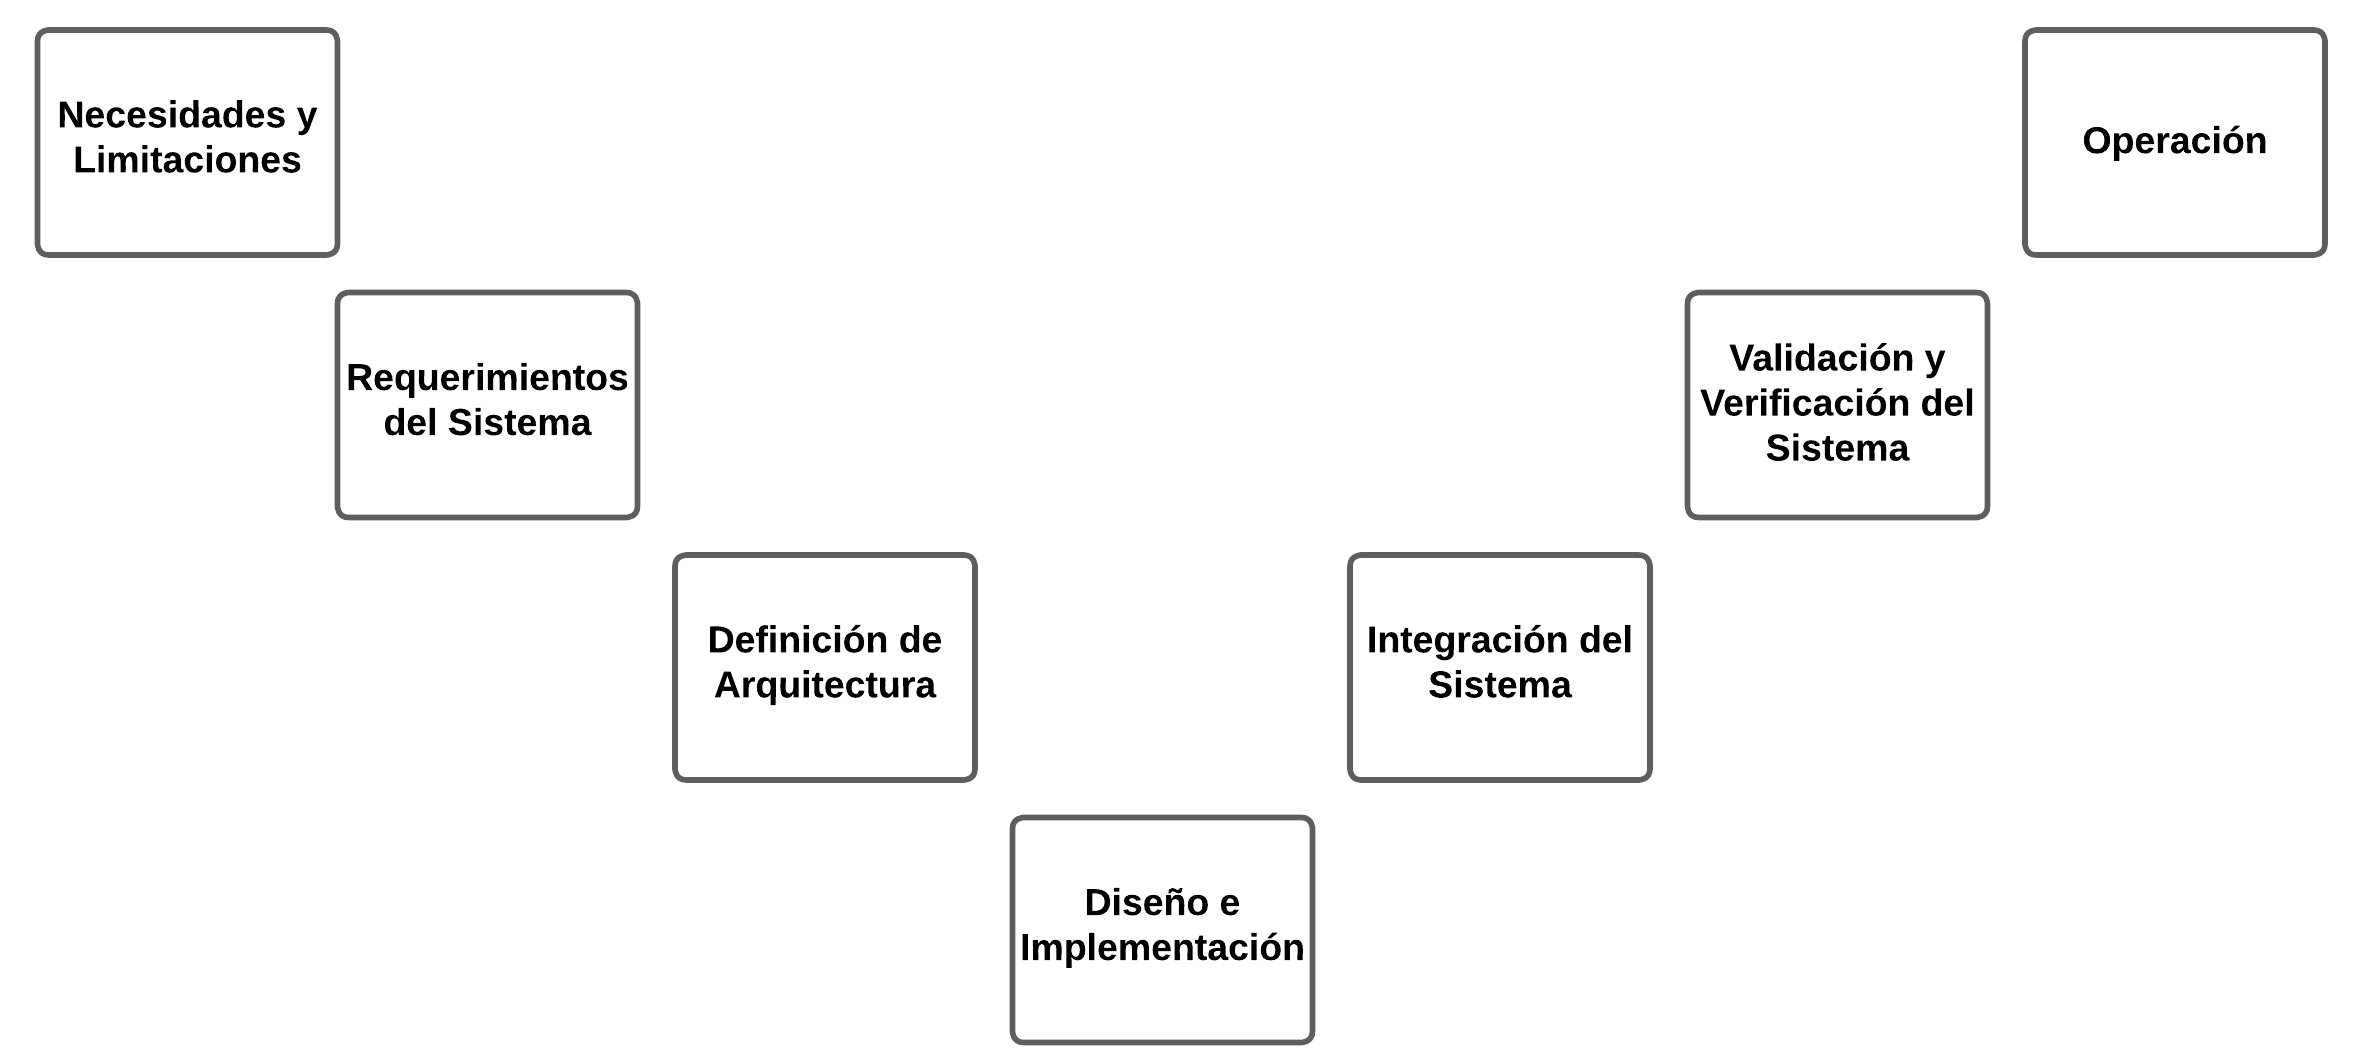 Necesidades y
Limitaciones
Operación
Requerimientos
del Sistema
Validación y
Verificación del
Sistema
Definición de
Arquitectura
Integración del
Sistema
Diseño e
Implementación